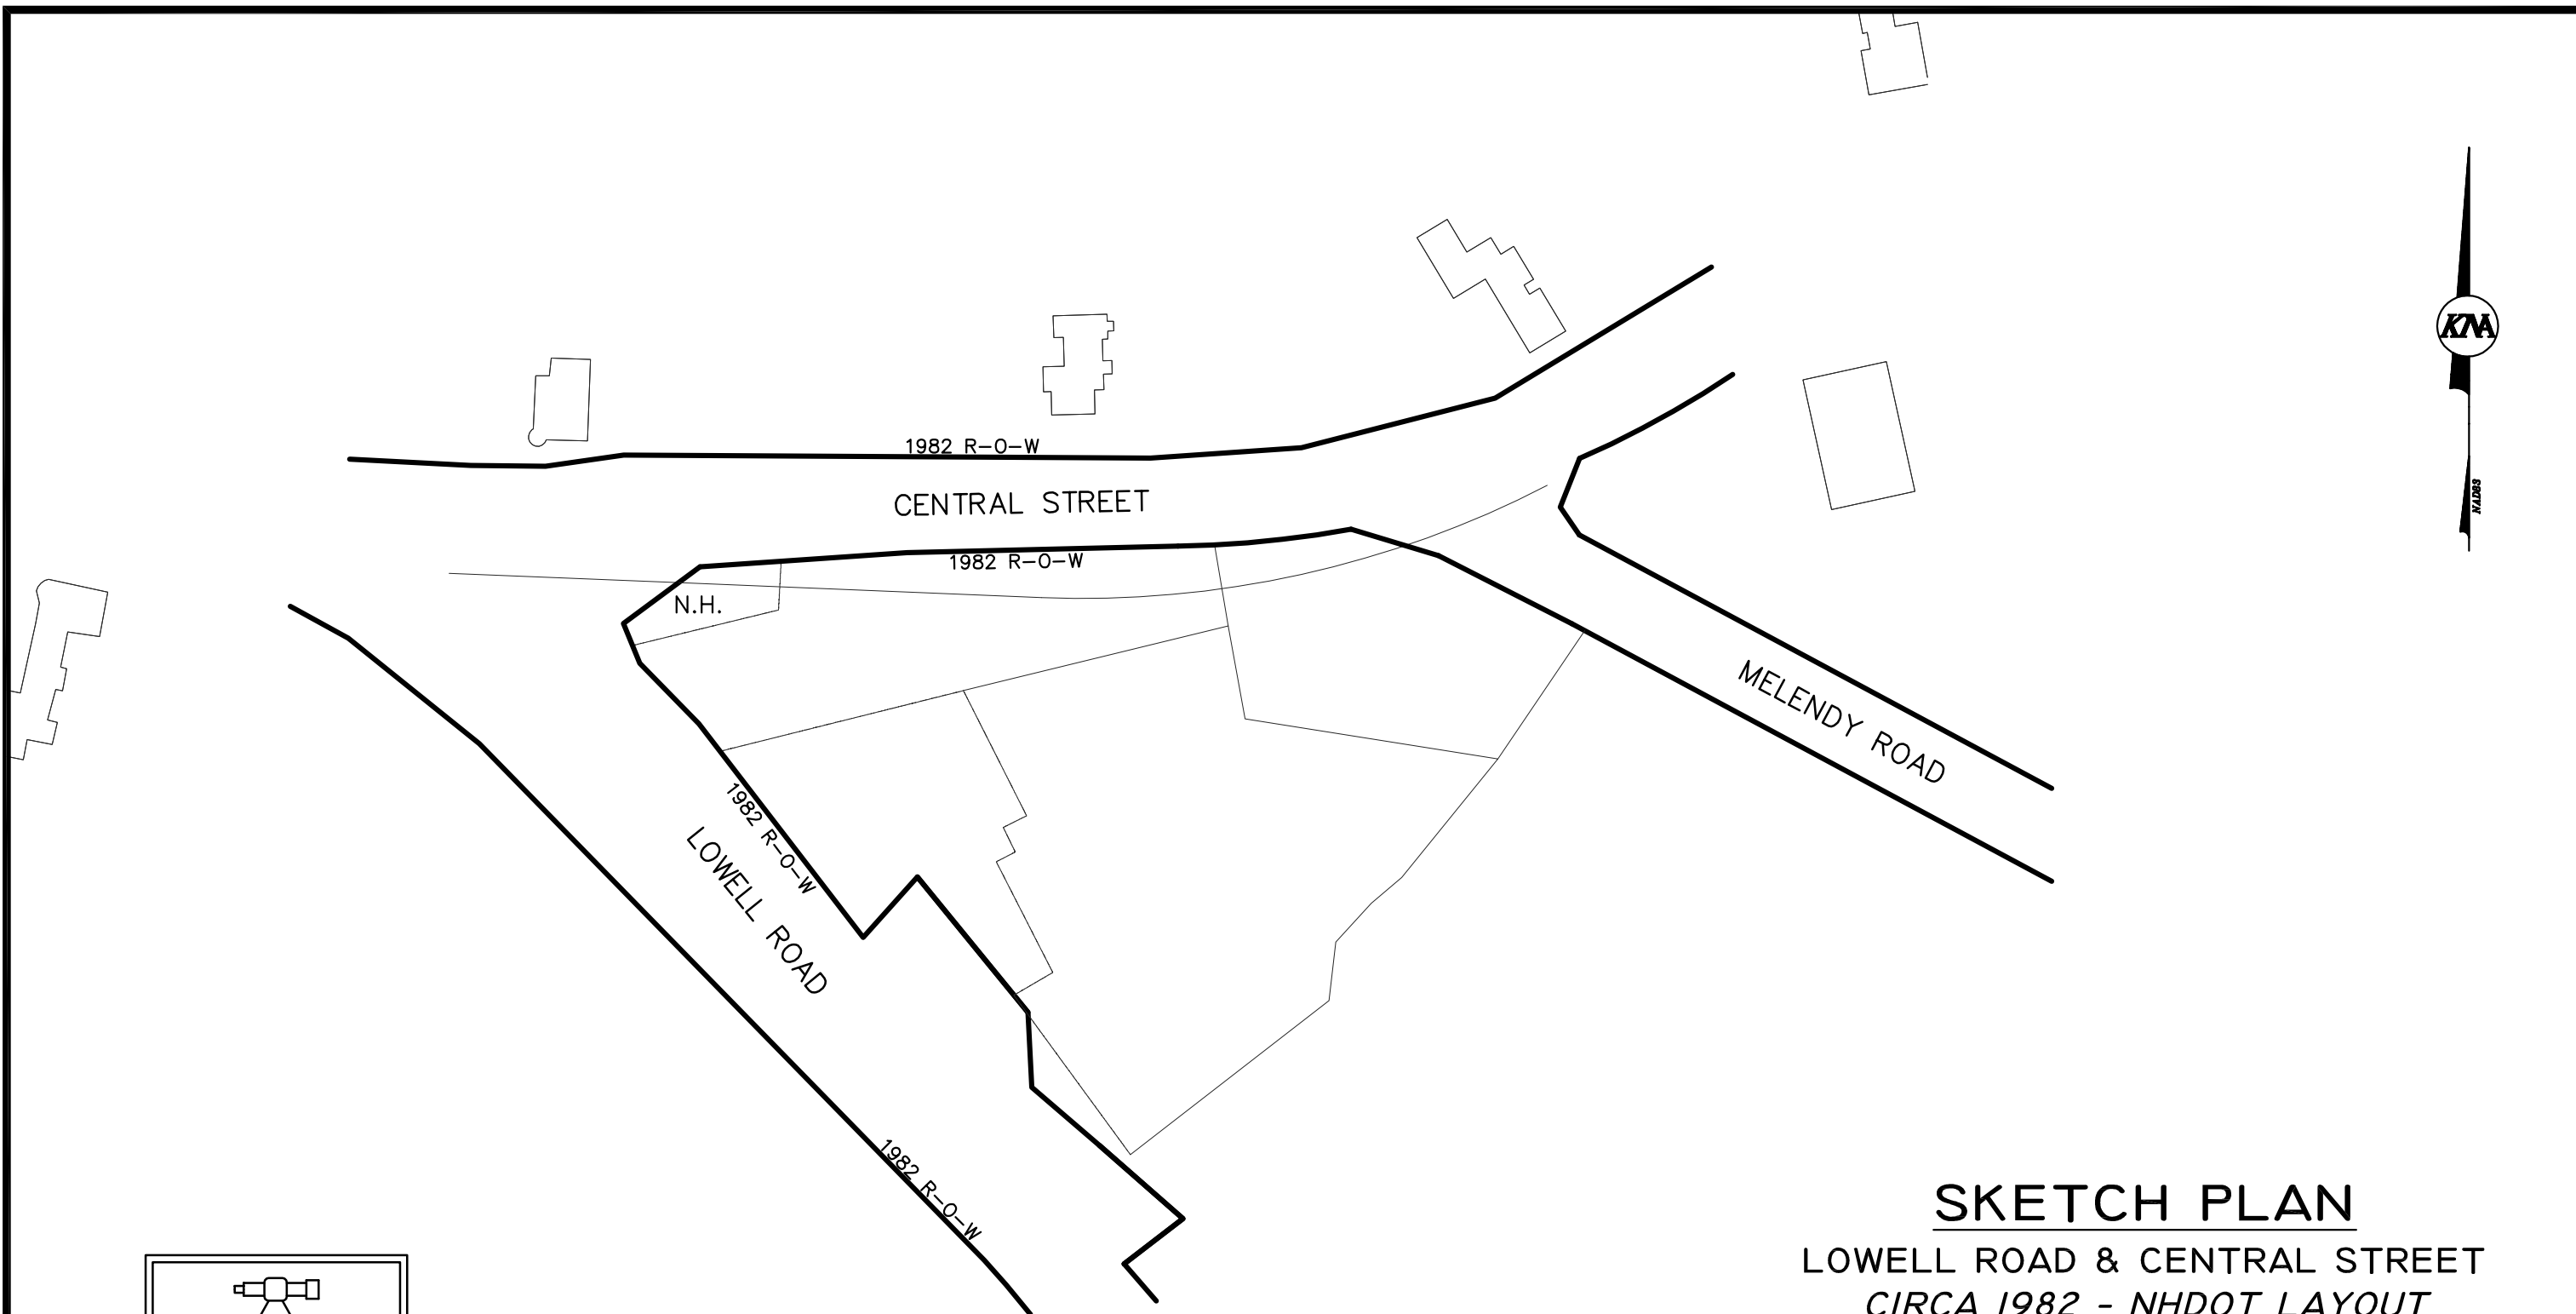 1982 R-O-W
CENTRAL STREET
1982 R-O-W
N.H.
KNA
NAD83
MELENDY ROAD
1982 R-O-W
LOWELL ROAD
1982 R-O-W
SKETCH PLAN
LOWELL ROAD & CENTRAL STREET
CIRCA 1982 - NHDOT LAYOUT